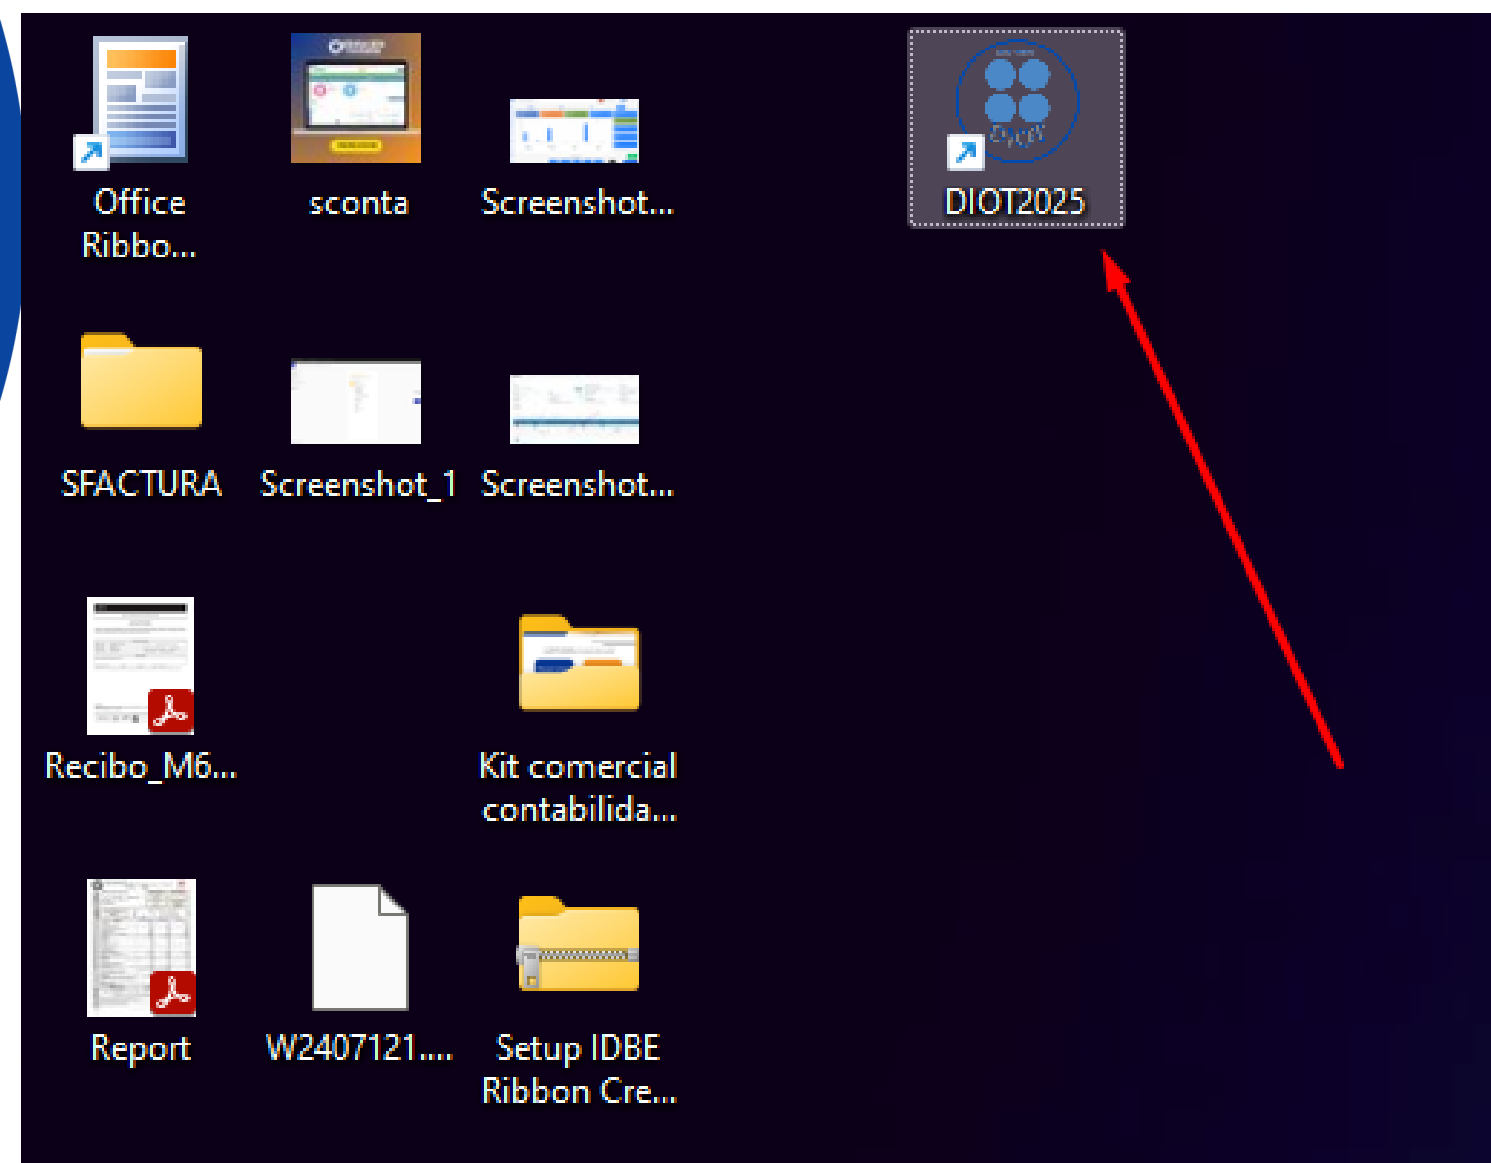 Office
Ribbo...
sconta
Screenshot...
DIOT2025
SFACTURA
Screenshot_1
Screenshot...
Recibo_M6...
Kit comercial
contabilida...
Report
W2407121....
Setup IDBE
Ribbon Cre...